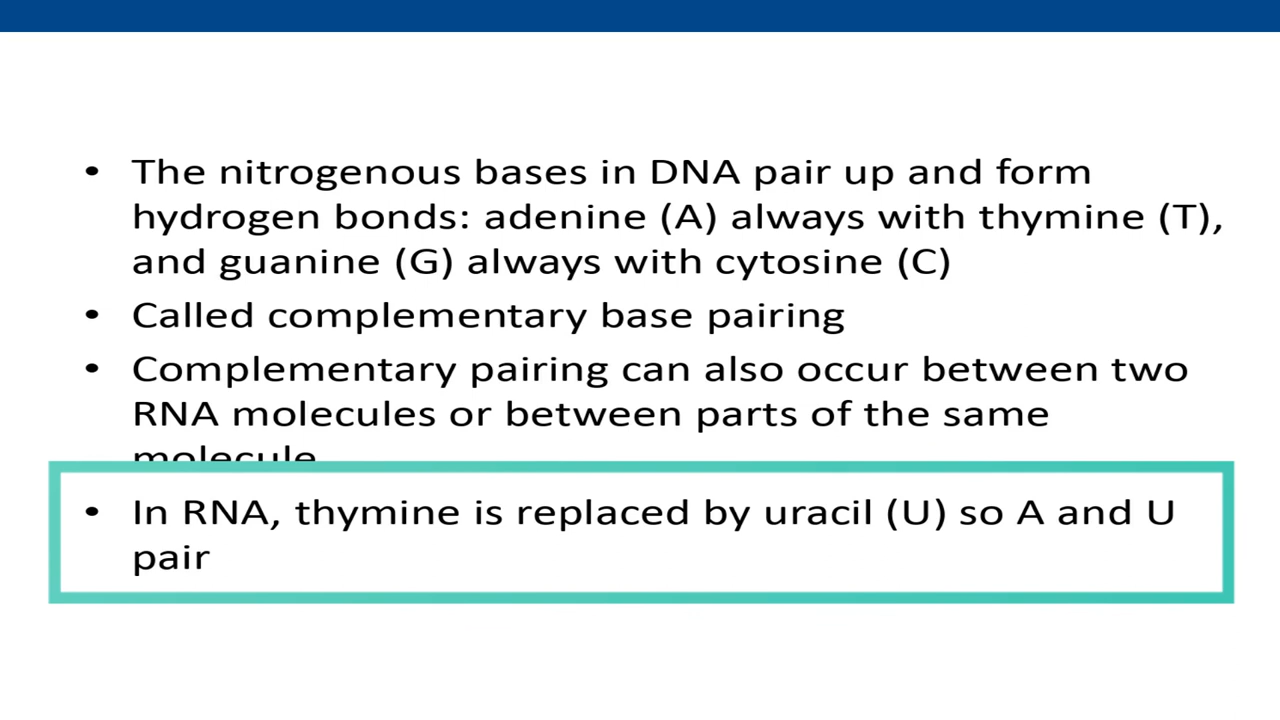 • The nitrogenous bases in DNA pair up and form
hydrogen bonds: adenine (A) always with thymine (T),
and guanine (G) always with cytosine (C)
• Called complementary base pairing
• Complementary pairing can also occur between two
RNA molecules or between parts of the same
molecule
• In RNA, thymine is replaced by uracil (U) so A and U
pair